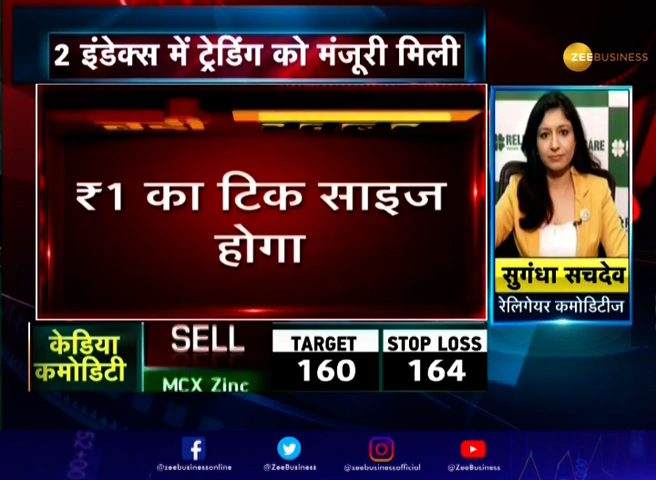 2 इंडेक्स में ट्रेडिंग को मंजूरी मिली
ZEEBUSINESS
₹1 का टिक साइज
होगा
सुगंधा सचदेव
रेलिगेयर कमोडिटीज
केडिया
कमोडिटी
SELL
MCX Zinc
TARGET
160
STOP LOSS
164
@zeebusinessonline
@ZeeBusiness
@zeebusinessofficial
@ZeeBusiness